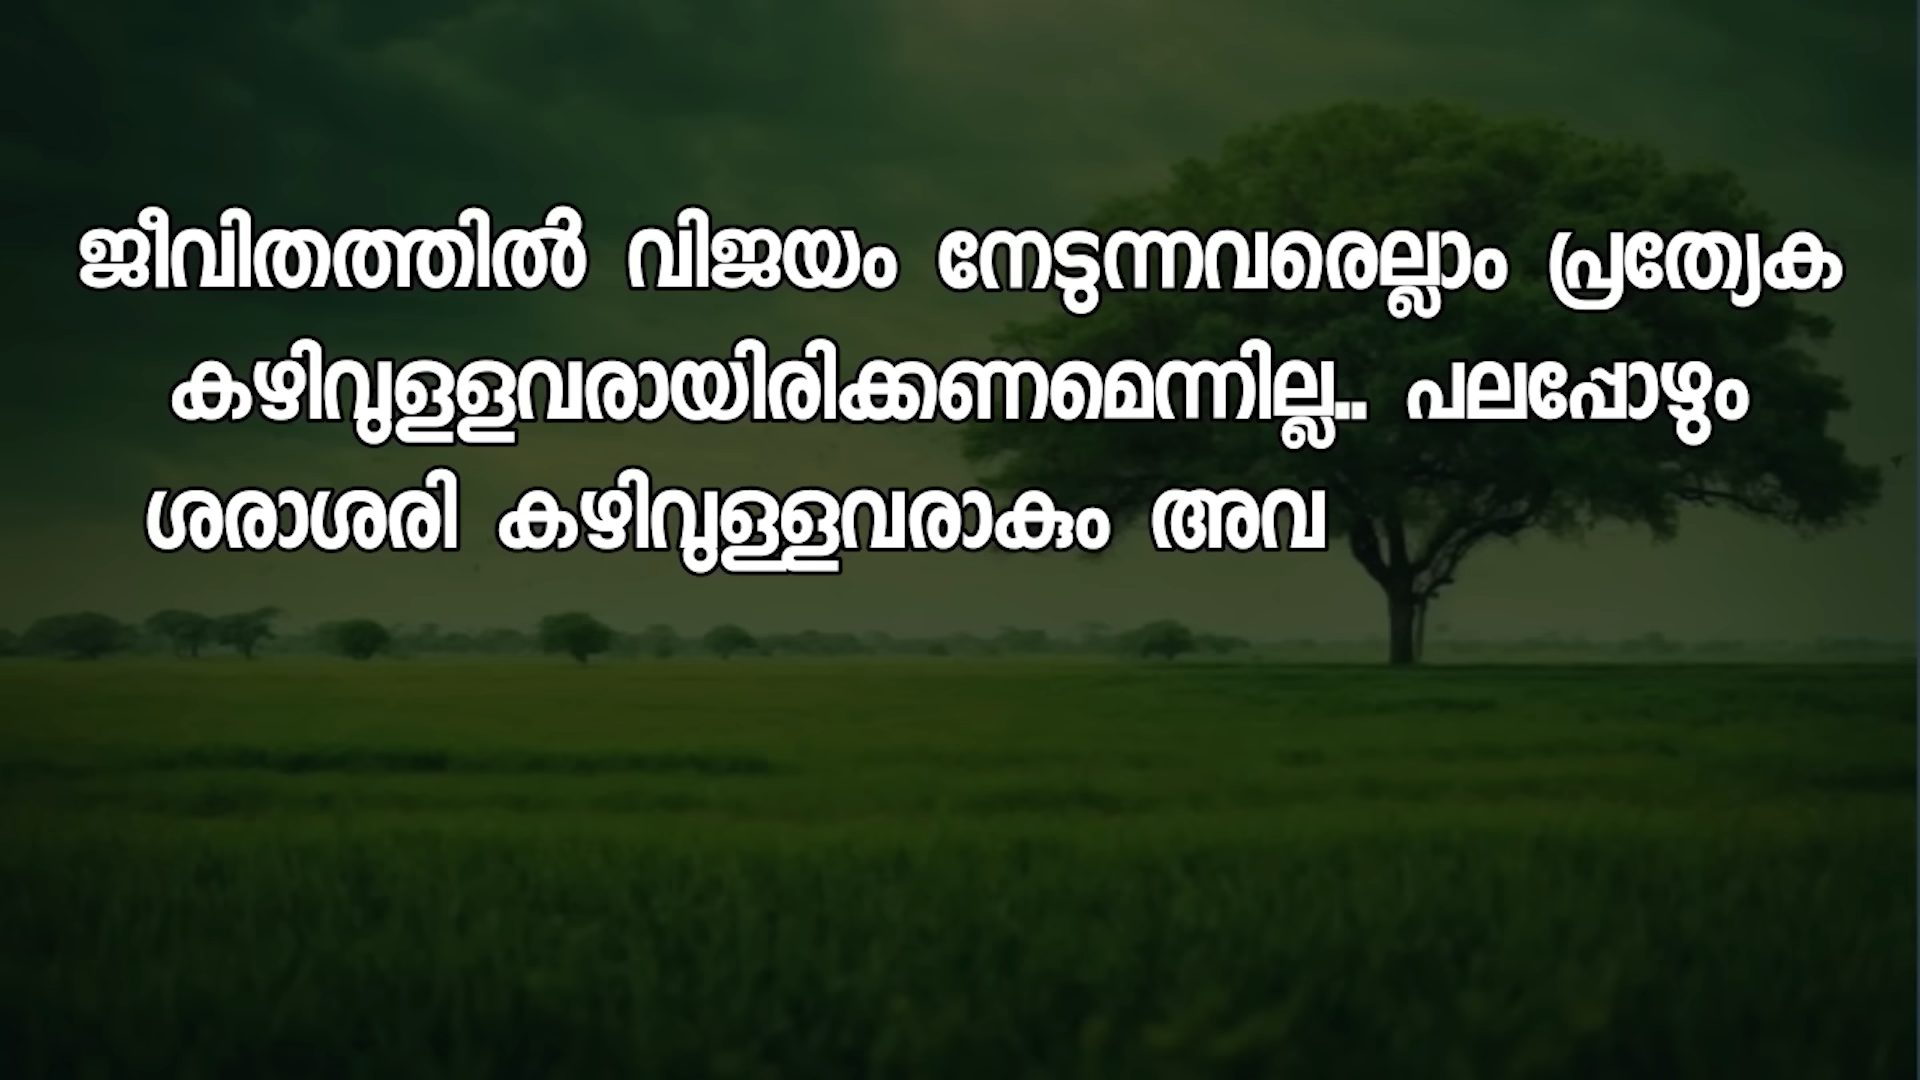 ജീവിതത്തിൽ വിജയം നേടുന്നവരെല്ലാം പ്രത്യേക
കഴിവുള്ളവരായിരിക്കണമെന്നില്ല.. പലപ്പോഴും
ശരാശരി കഴിവുള്ളവരാകും അവ